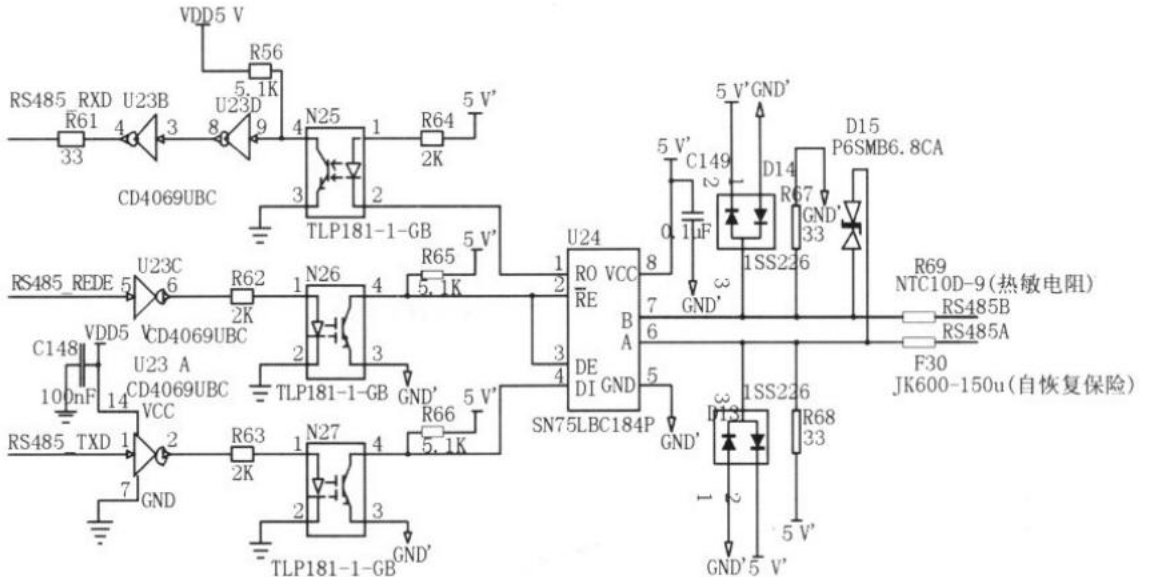 VDD5 V
R56
5.1K
RS485_RXD
R61
33
U23B
4
3
U23D
8
9
CD4069UBC
N25
4
1
3
2
TLP181-1-GB
R64
2K
5 V'
RS485_REDE
5
U23C
6
CD4069UBC
R62
2K
N26
1
4
2
3
TLP181-1-GB
GND'
R65
5.1K
5 V'
VDD5 V
C148
100nF
U23 A
CD4069UBC
14
VCC
RS485_TXD
1
2
7
GND
R63
2K
N27
1
4
2
3
TLP181-1-GB
GND'
R66
5.1K
5 V'
U24
1
RO
VCC
8
2
RE
B
7
A
6
3
DE
4
DI
GND
5
SN75LBC184P
GND'
5 V'
C149
0.1uF
GND'
5 V'
GND'
2
1
D14
3
1SS226
R67
33
GND'
D15
P6SMB6.8CA
R69
NTC10D-9(热敏电阻)
RS485B
RS485A
F30
JK600-150u(自恢复保险)
1SS226
3
D13
1
2
GND'
5 V'
R68
33
5 V'